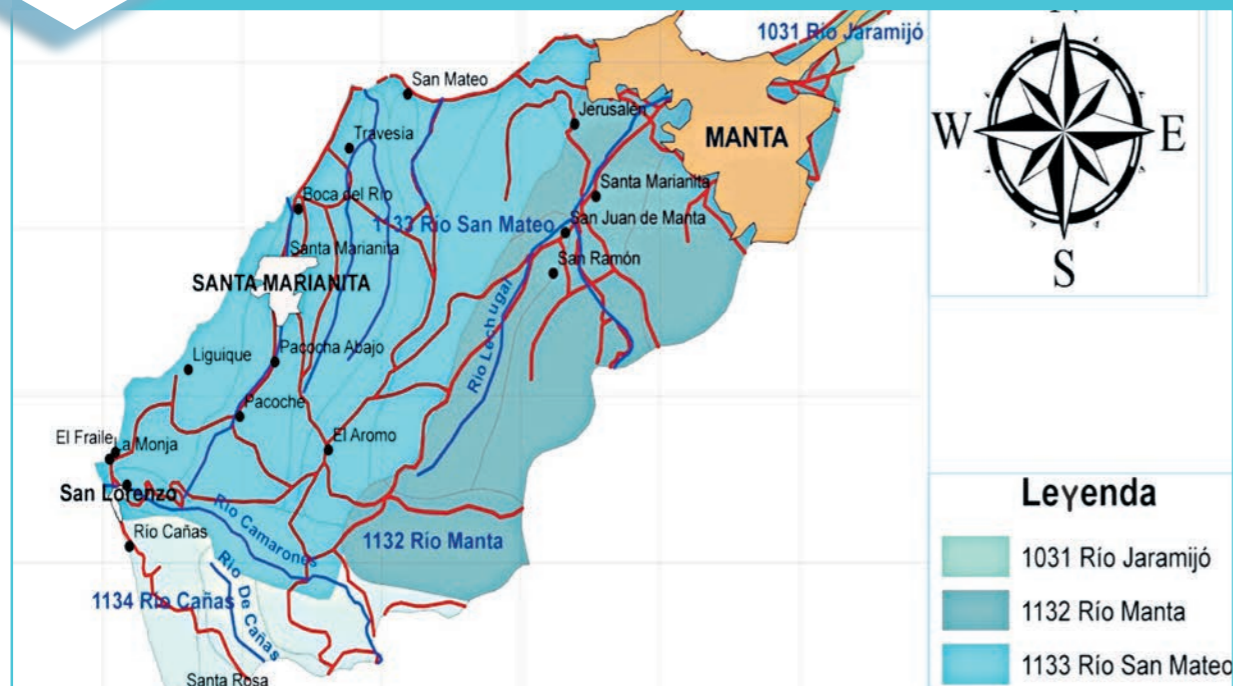 1031 Río Jaramijó
San Mateo
Jerusalén
MANTA
Travesia
Santa Marianita
Boca del Río
1133 Río San Mateo
San Juan de Manta
Santa Marianita
San Ramón
SANTA MARIANITA
Río Lechugal
Pacocha Abajo
Liguique
Pacoche
El Fraile
La Monja
El Aromo
San Lorenzo
Río Camarones
Río Cañas
1132 Río Manta
Río De Cañas
1134 Río Cañas
Santa Rosa
W
E
S
Leyenda
1031 Río Jaramijó
1132 Río Manta
1133 Río San Mateo